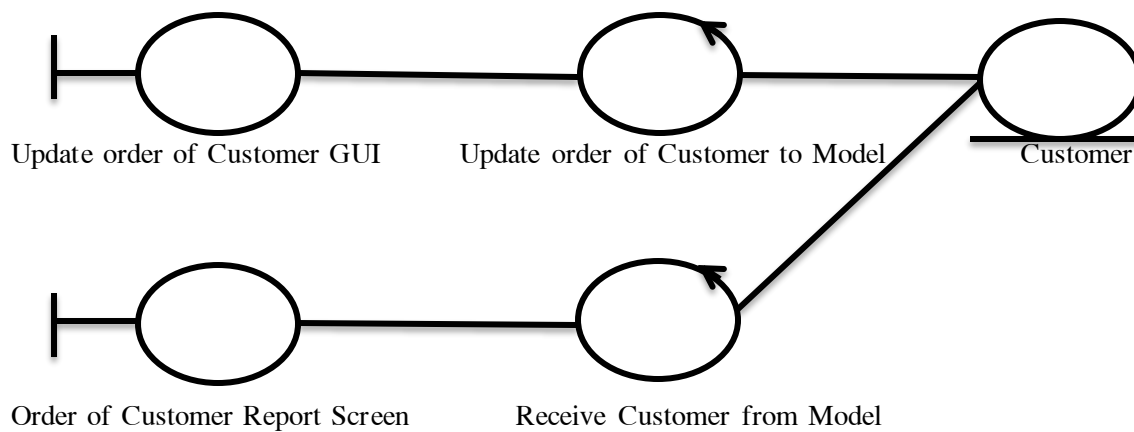 Update order of Customer GUI
Update order of Customer to Model
Customer
Order of Customer Report Screen
Receive Customer from Model